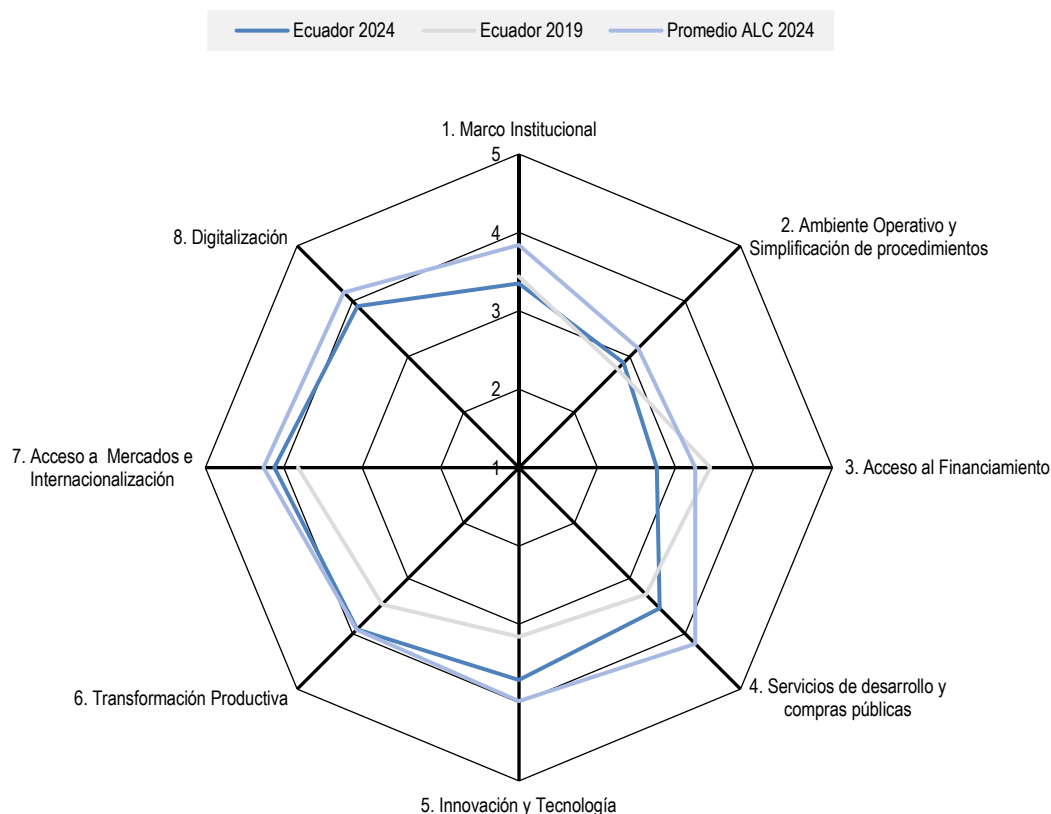 Ecuador 2024 Ecuador 2019 Promedio ALC 2024
1. Marco Institucional
5
2. Ambiente Operativo y
Simplificación de procedimientos
8. Digitalización
4
3
2
7. Acceso a Mercados e
Internacionalización
1
3. Acceso al Financiamiento
6. Transformación Productiva
4. Servicios de desarrollo y
compras públicas
5. Innovación y Tecnología